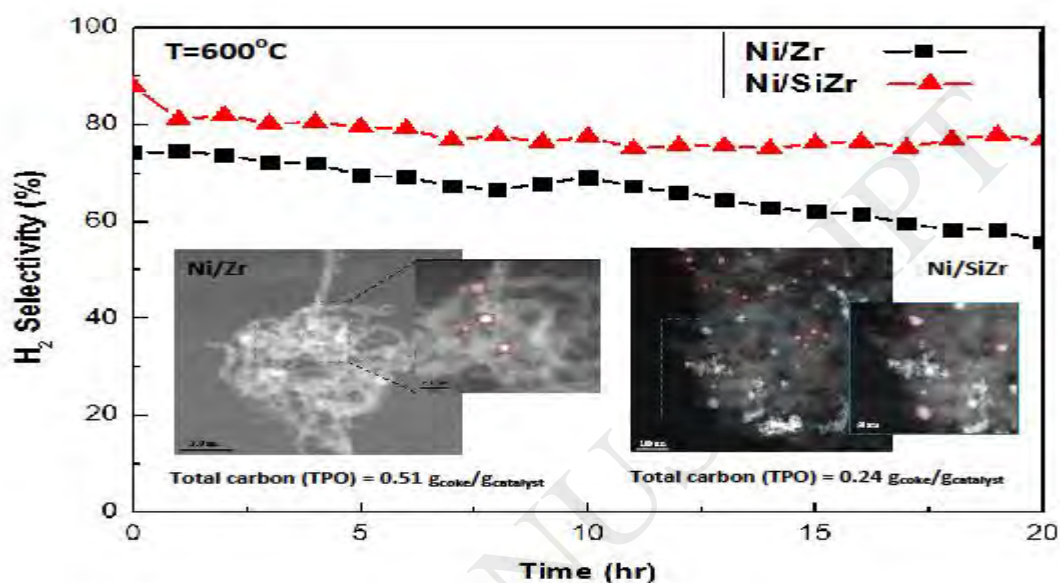 100
80
60
40
20
0
H₂ Selectivity (%)
T=600°C
Ni/Zr
Ni/SiZr
Ni/Zr
Ni/SiZr
Total carbon (TPO) = 0.51 gcoke/gcatalyst
Total carbon (TPO) = 0.24 gcoke/gcatalyst
0 5 10 15 20
Time (hr)
NUSCRIPT